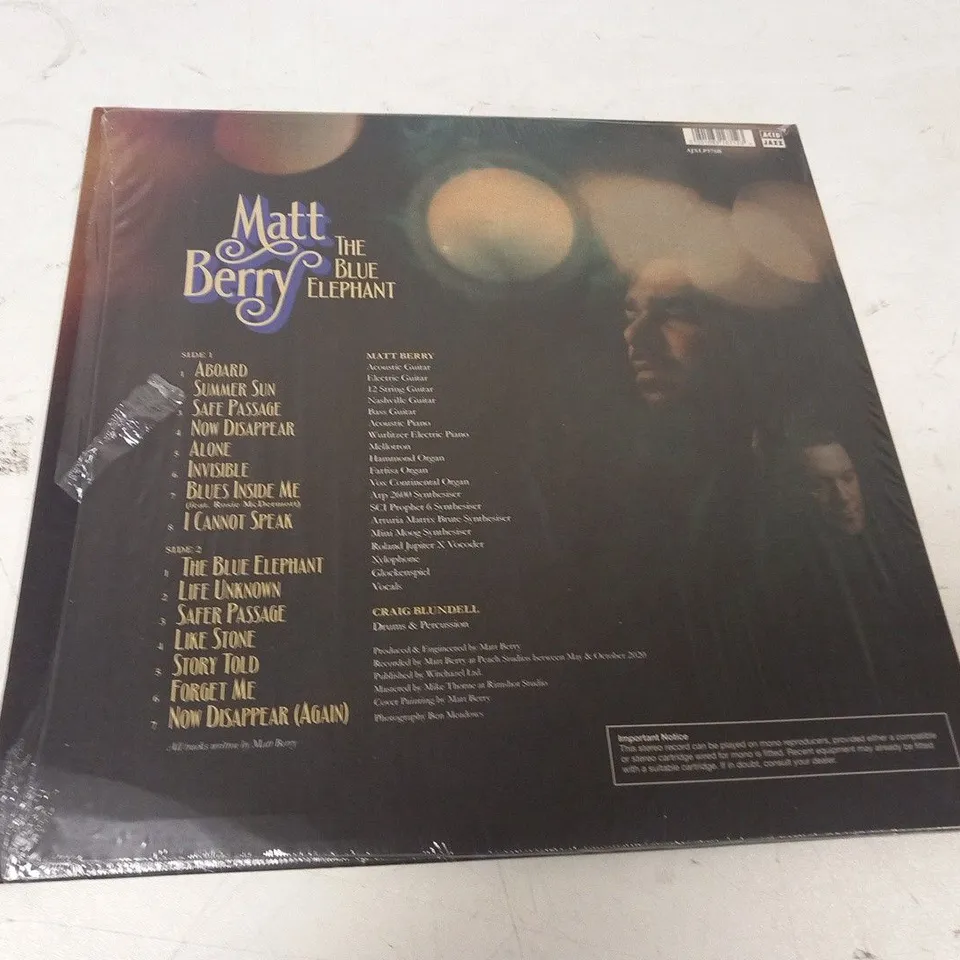 ACID
JAZZ
Matt
Berry
THE
BLUE
ELEPHANT
SIDE 1
1. ABOARD
SUMMER SUN
3. SAFE PASSAGE
4. NOW DISAPPEAR
5. ALONE
6. INVISIBLE
7. BLUES INSIDE ME
(feat. Rosie McDermott)
8. I CANNOT SPEAK
SIDE 2
1. THE BLUE ELEPHANT
2. LIFE UNKNOWN
3. SAFER PASSAGE
4. LIKE STONE
5. STORY TOLD
6. FORGET ME
7. NOW DISAPPEAR (AGAIN)
All tracks written by Matt Berry
MATT BERRY
Acoustic Guitar
Electric Guitar
12 String Guitar
Nashville Guitar
Bass Guitar
Acoustic Piano
Wurlitzer Electric Piano
Mellotron
Hammond Organ
Farfisa Organ
Vox Continental Organ
Arp 2600 Synthesiser
SCI Prophet 6 Synthesiser
Arturia Matrix Brute Synthesiser
Mini Moog Synthesiser
Roland Jupiter X Vocoder
Xylophone
Glockenspiel
Vocals
CRAIG BLUNDELL
Drums & Percussion
Produced & Engineered by Matt Berry
Recorded by Matt Berry at Peach Studios between May & October 2020
Published by Wischazel Ltd.
Mastered by Mike Thorne at Rimshot Studio
Cover Painting by Matt Berry
Photography Ben Meadows
Important Notice
This stereo record can be played on mono reproducers, provided either a compatible
or stereo cartridge wired for mono is fitted. Recent equipment may already be fitted
with a suitable cartridge. If in doubt, consult your dealer.